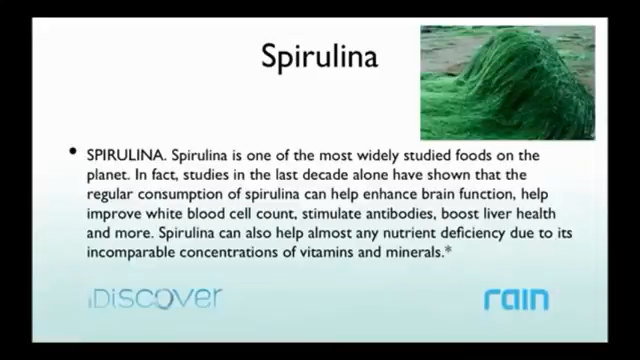 Spirulina
• SPIRULINA. Spirulina is one of the most widely studied foods on the
planet. In fact, studies in the last decade alone have shown that the
regular consumption of spirulina can help enhance brain function, help
improve white blood cell count, stimulate antibodies, boost liver health
and more. Spirulina can also help almost any nutrient deficiency due to its
incomparable concentrations of vitamins and minerals.*
iDiscover
rain